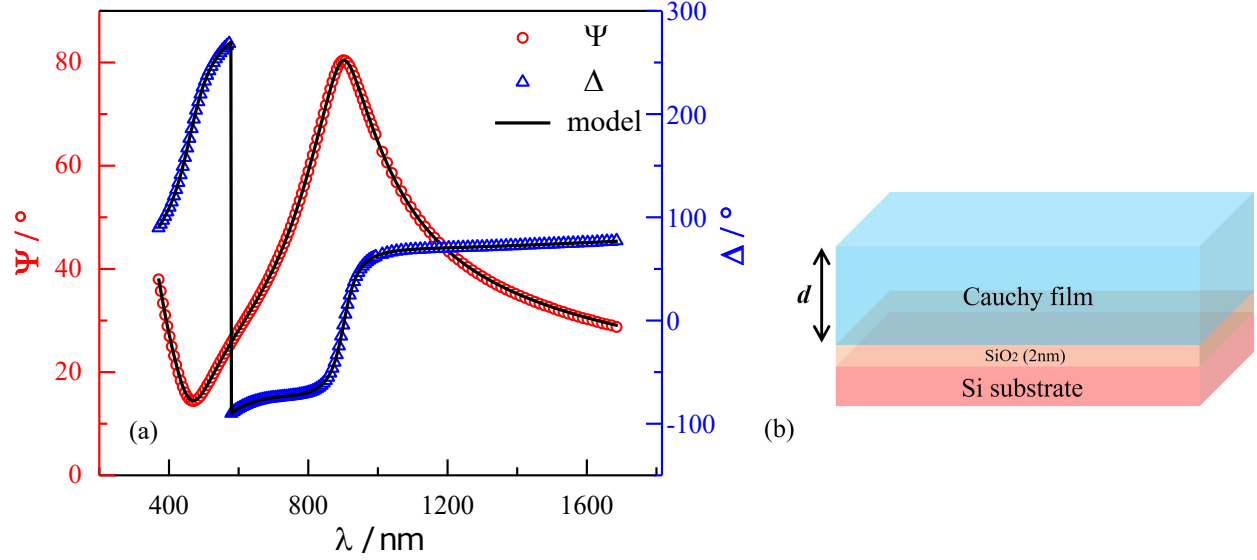 Ψ / °
80
60
40
20
0
300
200
100
0
-100
Δ / °
Ψ
Δ
model
(a)
400
800
1200
1600
λ / nm
d
Cauchy film
SiO₂ (2nm)
Si substrate
(b)